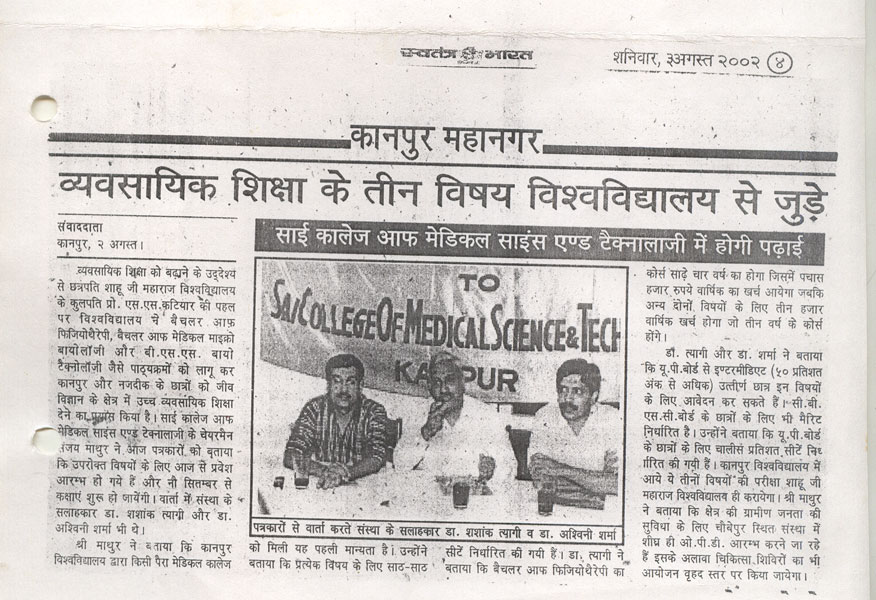 स्वतंत्र भारत
शनिवार, ३अगस्त २००२ ४
कानपुर महानगर
व्यवसायिक शिक्षा के तीन विषय विश्वविद्यालय से जुड़े
संवाददाता
कानपुर, २ अगस्त।
साई कालेज आफ मेडिकल साइंस एण्ड टैक्नालाजी में होगी पढ़ाई
व्यवसायिक शिक्षा को बढ़ाने के उद्देश्य
से छत्रपति शाहू जी महाराज विश्वविद्यालय
के कुलपति प्रो. एस.एस.कटियार की पहल
पर विश्वविद्यालय ने बैचलर आफ
फिजियोथैरेपी, बैचलर आफ मेडिकल माइक्रो
बायोलॉजी और बी.एस.एस. बायो
टैक्नोलॉजी जैसे पाठ्यक्रमों को लागू कर
कानपुर और नजदीक के छात्रों को जीव
विज्ञान के क्षेत्र में उच्च व्यवसायिक शिक्षा
देने का प्रयास किया है। साई कालेज आफ
मेडिकल साइंस एण्ड टैक्नालाजी के चेयरमैन
संजय माथुर ने आज पत्रकारों को बताया
कि उपरोक्त विषयों के लिए आज से प्रवेश
आरम्भ हो गये हैं और नौ सितम्बर से
कक्षाएं शुरू हो जायेंगी। वार्ता में संस्था के
सलाहकार डा. शशांक त्यागी और डा.
अश्विनी शर्मा भी थे।
श्री माथुर ने बताया कि कानपुर
विश्वविद्यालय द्वारा किसी पैरा मेडिकल कालेज
TO
SAI COLLEGE OF MEDICAL SCIENCE & TECH
KA PUR
पत्रकारों से वार्ता करते संस्था के सलाहकार डा. शशांक त्यागी व डा. अश्विनी शर्मा
को मिली यह पहली मान्यता है। उन्होंने
बताया कि प्रत्येक विषय के लिए साठ-साठ
सीटें निर्धारित की गयी हैं। डा. त्यागी ने
बताया कि बैचलर आफ फिजियोथैरेपी का
कोर्स साढ़े चार वर्ष का होगा जिसमें पचास
हजार रुपये वार्षिक का खर्च आयेगा जबकि
अन्य दोनों विषयों के लिए तीन हजार
वार्षिक खर्च होगा जो तीन वर्ष के कोर्स
होंगे।
डॉ. त्यागी और डा. शर्मा ने बताया
कि यू.पी.बोर्ड से इण्टरमीडिएट (५० प्रतिशत
अंक से अधिक) उत्तीर्ण छात्र इन विषयों
के लिए आवेदन कर सकते हैं। सी.बी.
एस.सी.बोर्ड के छात्रों के लिए भी मैरिट
निर्धारित है। उन्होंने बताया कि यू.पी.बोर्ड
के छात्रों के लिए चालीस प्रतिशत सीटें निर्धा
रित की गयी हैं। कानपुर विश्वविद्यालय में
आये ये तीनों विषयों की परीक्षा शाहू जी
महाराज विश्वविद्यालय ही करायेगा। श्री माथुर
ने बताया कि क्षेत्र की ग्रामीण जनता की
सुविधा के लिए चौबेपुर स्थित संस्था में
शीघ्र ही ओ.पी.डी. आरम्भ करने जा रहे
हैं इसके अलावा चिकित्सा शिविरों का भी
आयोजन वृहद स्तर पर किया जायेगा।